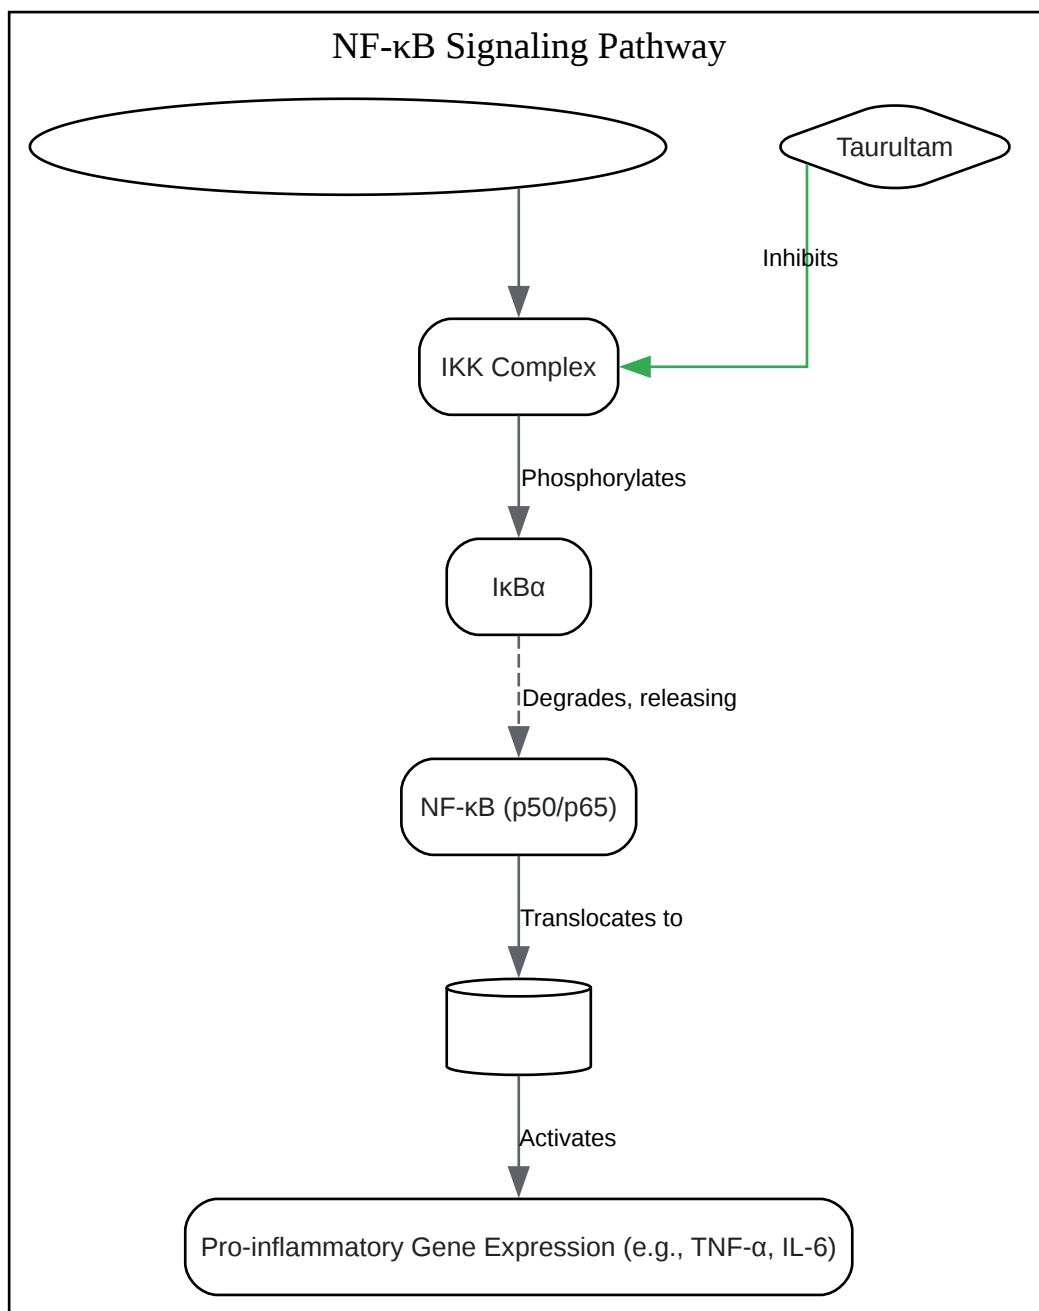 NF-κB Signaling Pathway
Taurultam
Inhibits
IKK Complex
Phosphorylates
IκBα
Degrades, releasing
NF-κB (p50/p65)
Translocates to
Activates
Pro-inflammatory Gene Expression (e.g., TNF-α, IL-6)